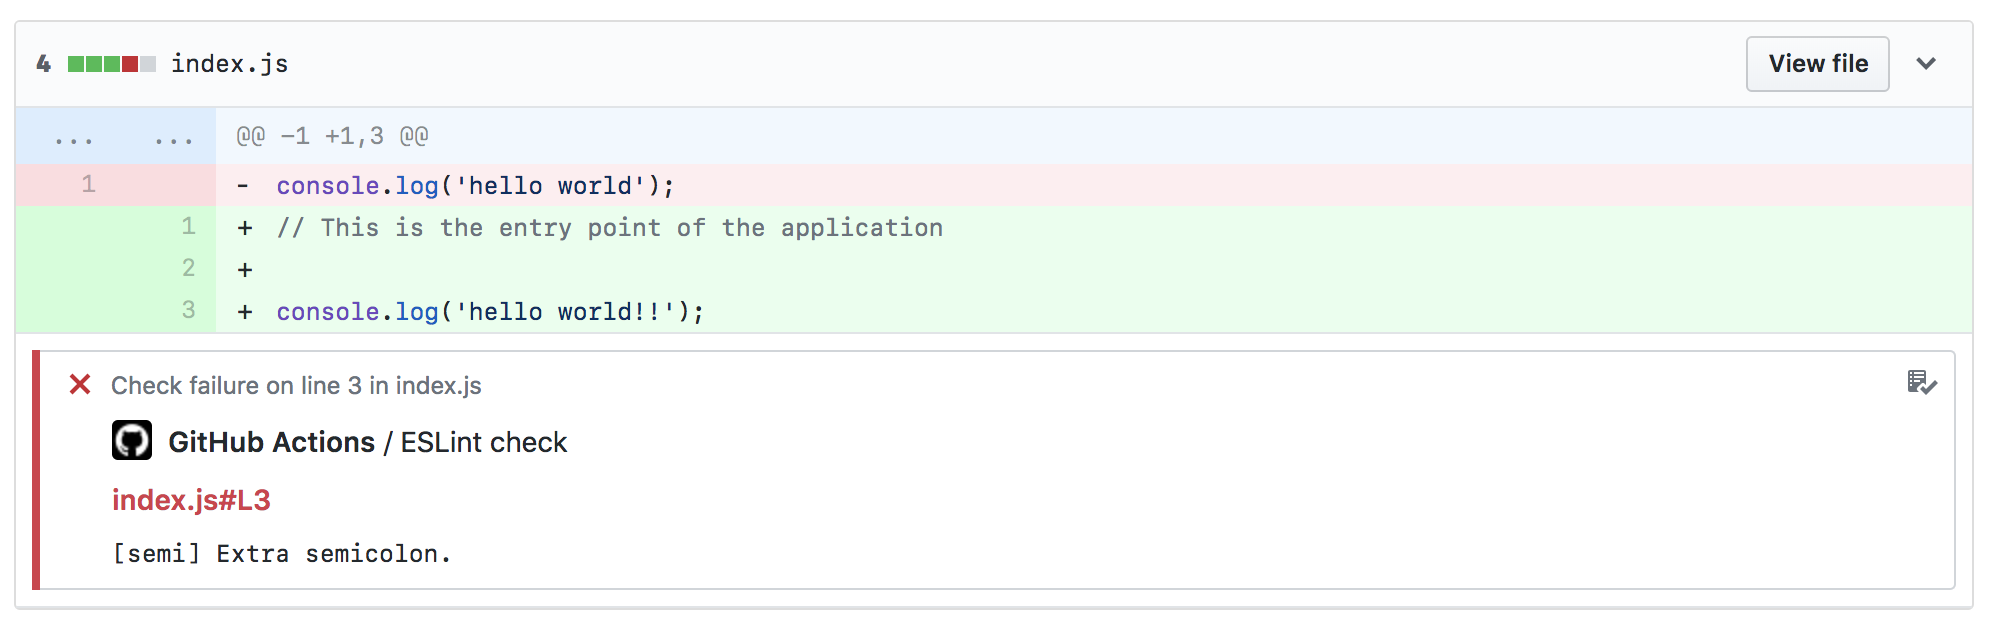 4 index.js View file
... ... @@ -1 +1,3 @@
1 - console.log('hello world');
1 + // This is the entry point of the application
2 +
3 + console.log('hello world!!');
Check failure on line 3 in index.js
GitHub Actions / ESLint check
index.js#L3
[semi] Extra semicolon.